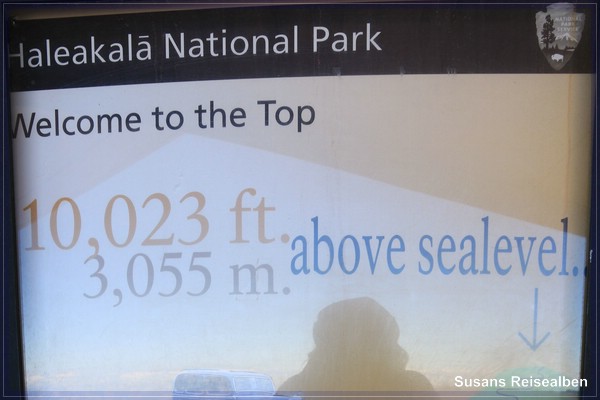 Haleakalā National Park
Welcome to the Top
10,023 ft.
3,055 m.
above sealevel..
Susans Reisealben